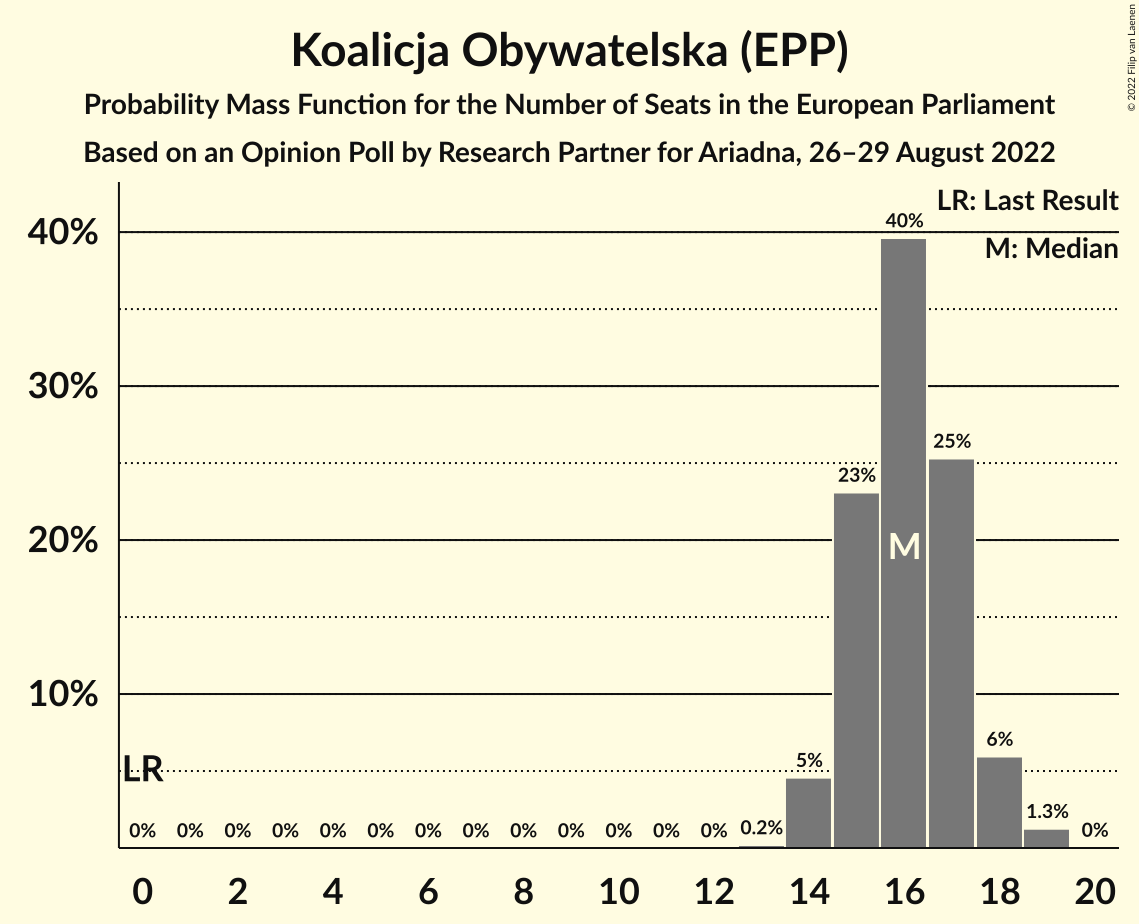 Koalicja Obywatelska (EPP)
Probability Mass Function for the Number of Seats in the European Parliament
Based on an Opinion Poll by Research Partner for Ariadna, 26–29 August 2022
© 2022 Filip van Laenen
LR: Last Result
M: Median
40%
30%
20%
10%
40%
25%
23%
M
6%
5%
LR
1.3%
0% 0% 0% 0% 0% 0% 0% 0% 0% 0% 0% 0% 0% 0.2% 0%
0 2 4 6 8 10 12 14 16 18 20